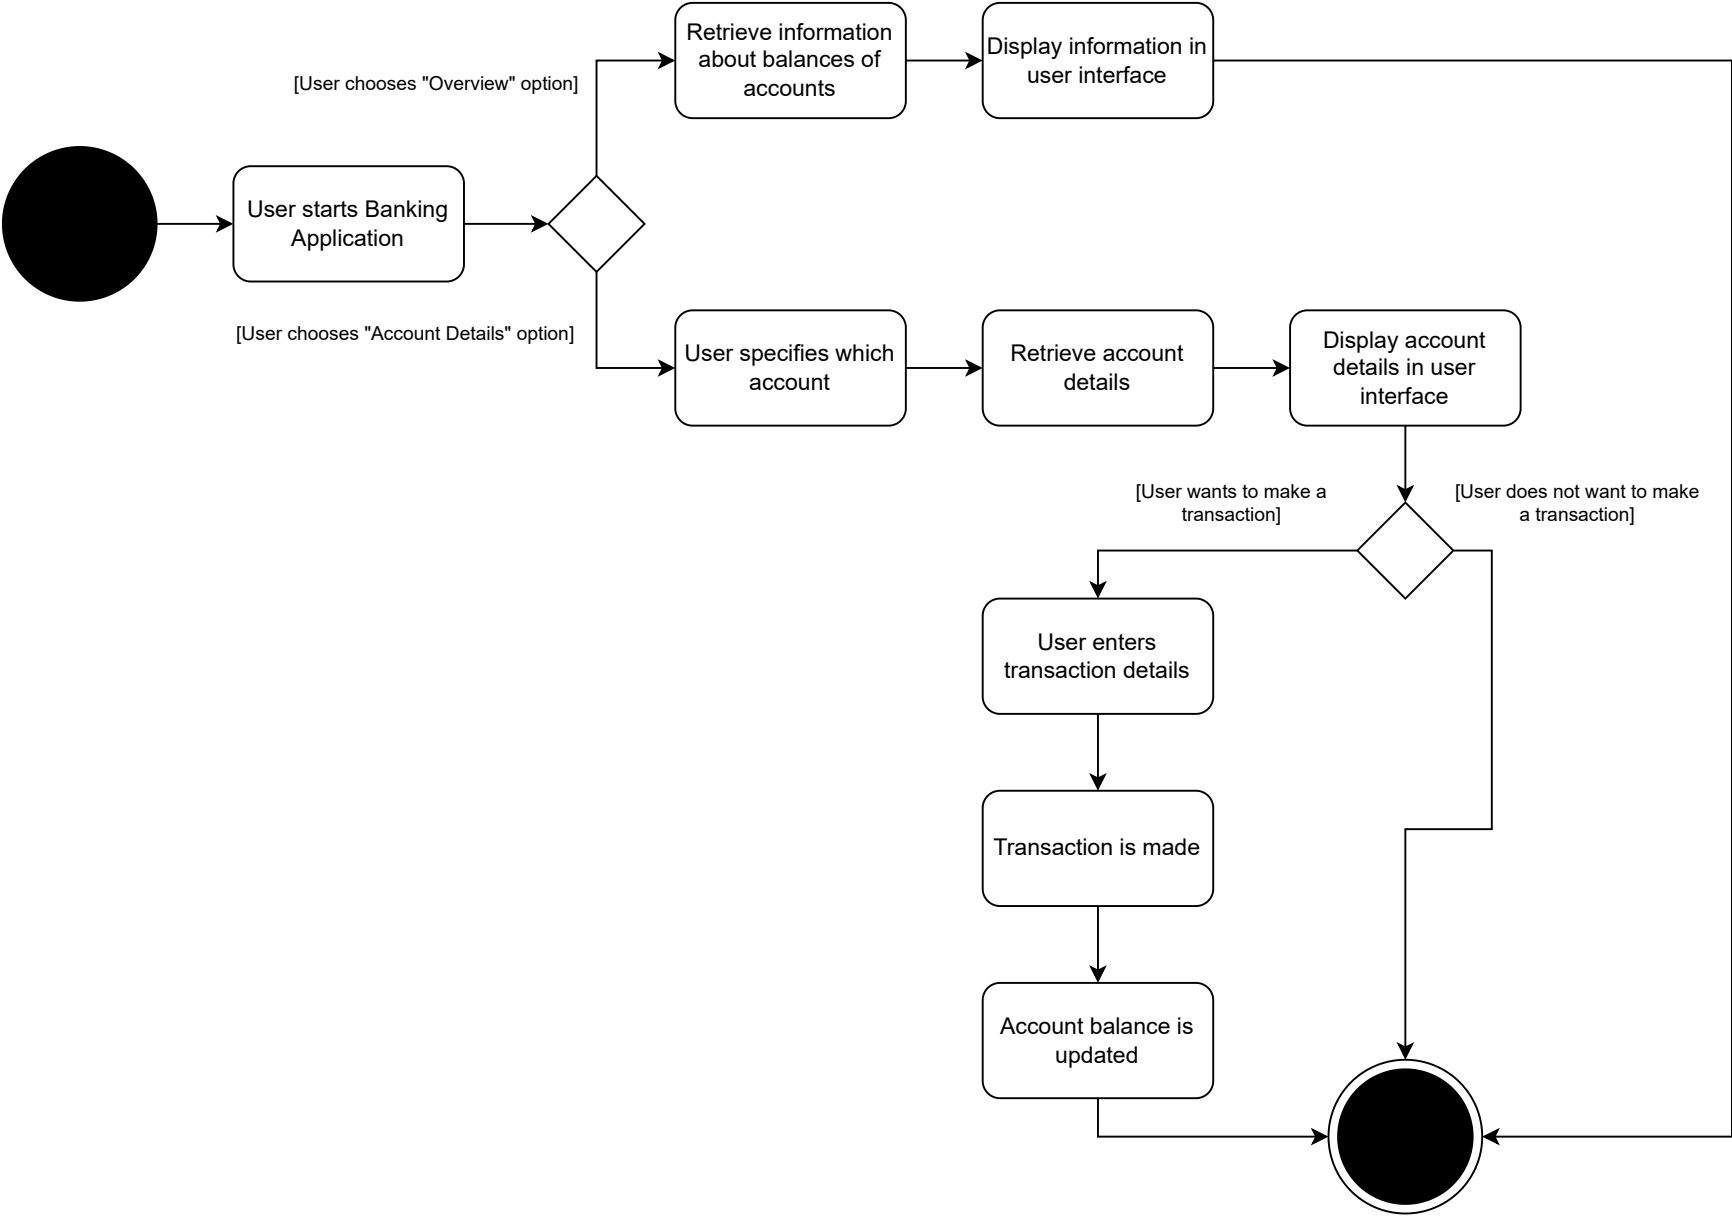 Retrieve information
about balances of
accounts
Display information in
user interface
[User chooses "Overview" option]
User starts Banking
Application
[User chooses "Account Details" option]
User specifies which
account
Retrieve account
details
Display account
details in user
interface
[User wants to make a
transaction]
[User does not want to make
a transaction]
User enters
transaction details
Transaction is made
Account balance is
updated